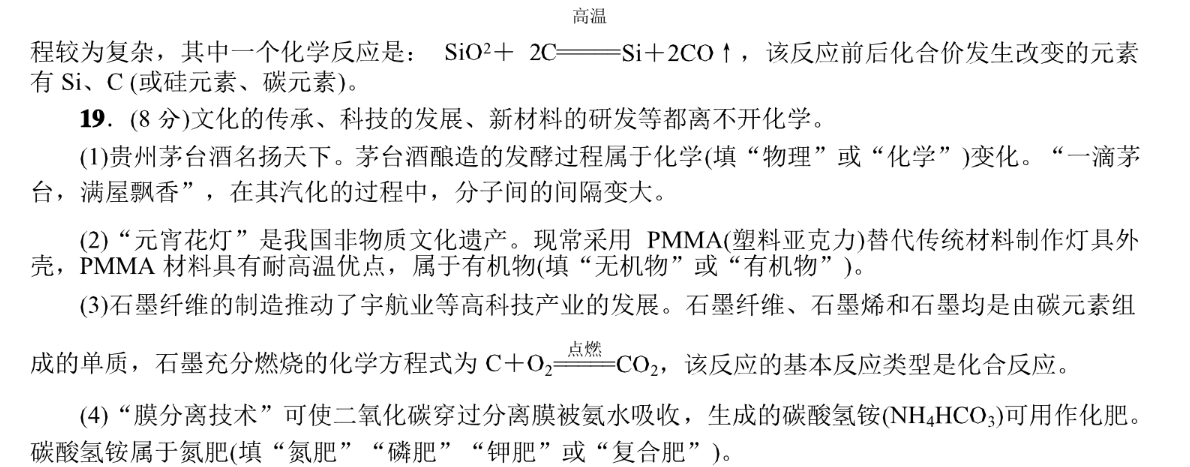 高温
程较为复杂，其中一个化学反应是： SiO2＋ 2C═══Si＋2CO↑，该反应前后化合价发生改变的元素
有 Si、C (或硅元素、碳元素)。
19．(8 分)文化的传承、科技的发展、新材料的研发等都离不开化学。
(1)贵州茅台酒名扬天下。茅台酒酿造的发酵过程属于化学(填“物理”或“化学”)变化。“一滴茅
台，满屋飘香”，在其汽化的过程中，分子间的间隔变大。
(2)“元宵花灯”是我国非物质文化遗产。现常采用 PMMA(塑料亚克力)替代传统材料制作灯具外
壳，PMMA 材料具有耐高温优点，属于有机物(填“无机物”或“有机物”)。
(3)石墨纤维的制造推动了宇航业等高科技产业的发展。石墨纤维、石墨烯和石墨均是由碳元素组
点燃
成的单质，石墨充分燃烧的化学方程式为 C＋O₂═══CO₂，该反应的基本反应类型是化合反应。
(4)“膜分离技术”可使二氧化碳穿过分离膜被氨水吸收，生成的碳酸氢铵(NH₄HCO₃)可用作化肥。
碳酸氢铵属于氮肥(填“氮肥”“磷肥”“钾肥”或“复合肥”)。